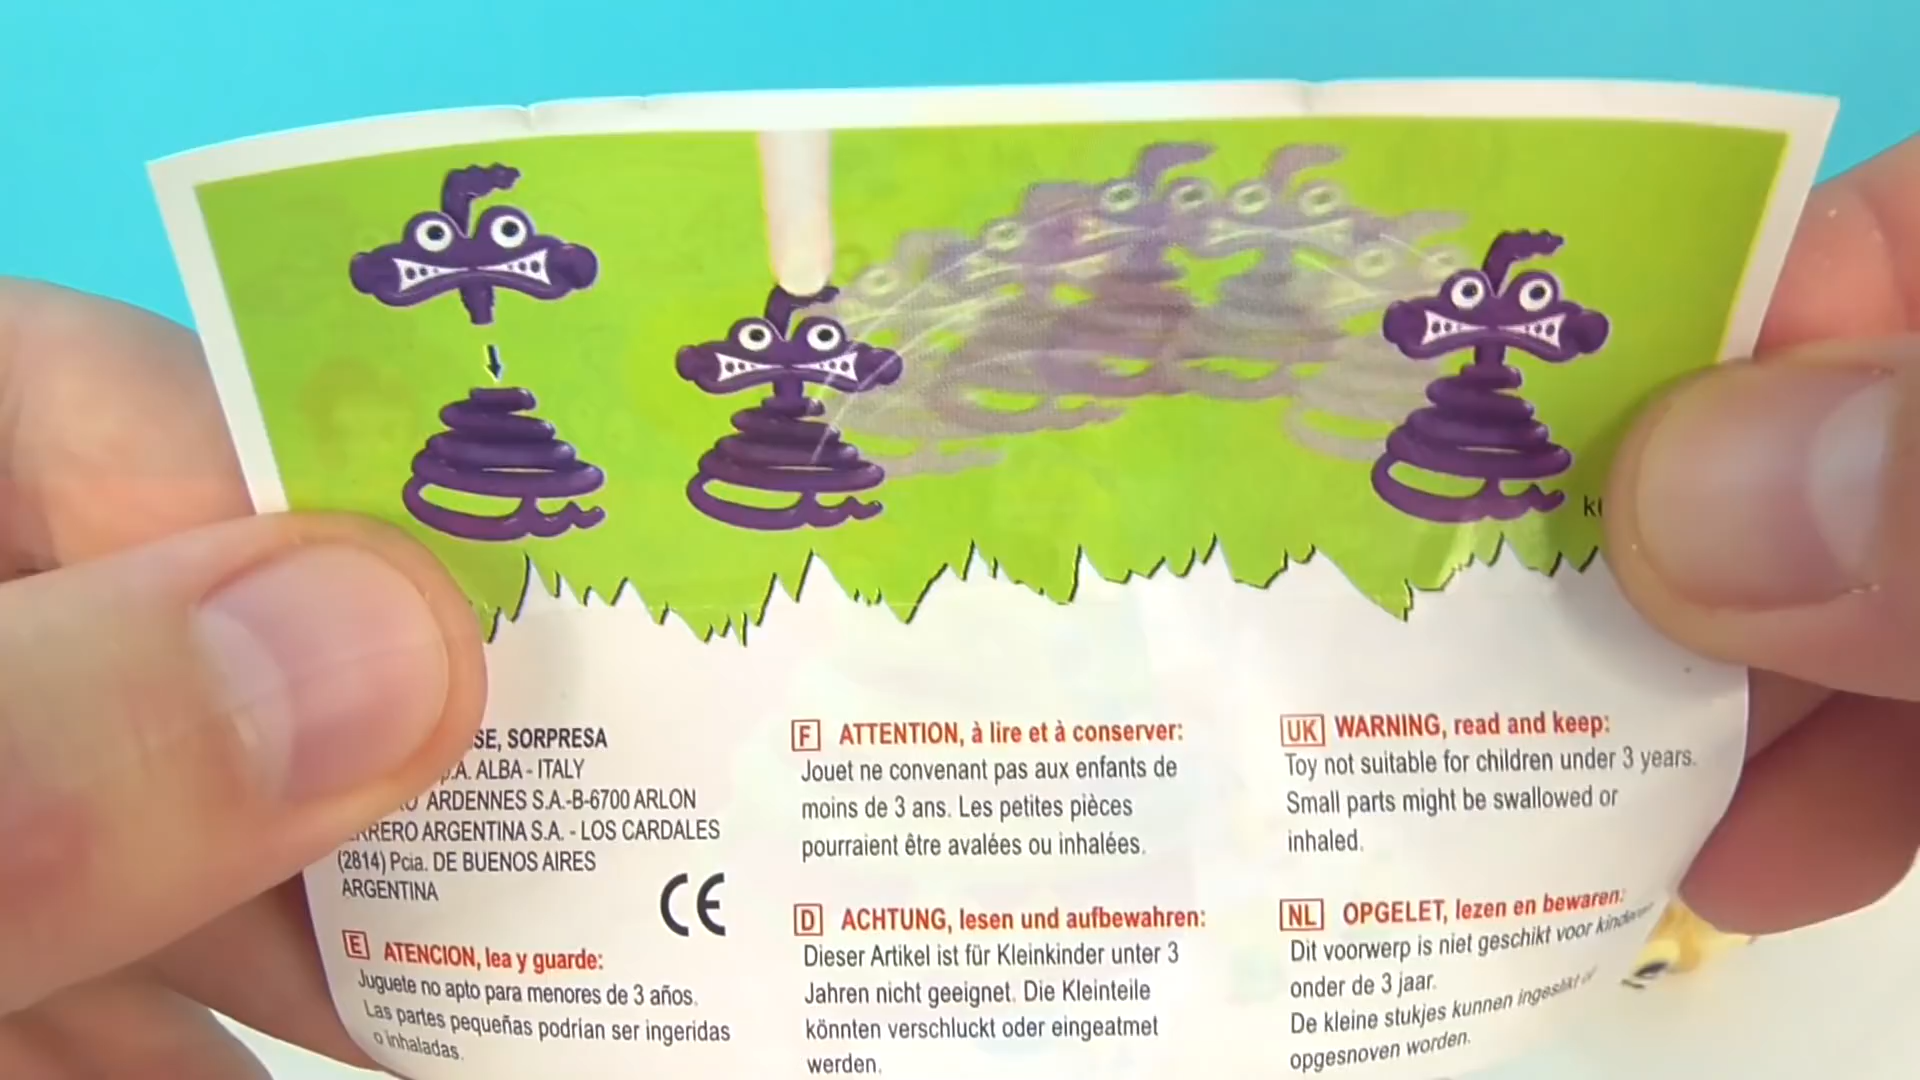 SE, SORPRESA
.A. ALBA - ITALY
ARDENNES S.A.-B-6700 ARLON
RERO ARGENTINA S.A. - LOS CARDALES
(2814) Pcia. DE BUENOS AIRES
ARGENTINA
CE
E ATENCION, lea y guarde:
Juguete no apto para menores de 3 años.
Las partes pequeñas podrían ser ingeridas
o inhaladas.
F ATTENTION, à lire et à conserver:
Jouet ne convenant pas aux enfants de
moins de 3 ans. Les petites pièces
pourraient être avalées ou inhalées.
D ACHTUNG, lesen und aufbewahren:
Dieser Artikel ist für Kleinkinder unter 3
Jahren nicht geeignet. Die Kleinteile
könnten verschluckt oder eingeatmet
werden.
UK WARNING, read and keep:
Toy not suitable for children under 3 years.
Small parts might be swallowed or
inhaled.
NL OPGELET, lezen en bewaren:
Dit voorwerp is niet geschikt voor kinderen
onder de 3 jaar.
De kleine stukjes kunnen ingeslikt of
opgesnoven worden.